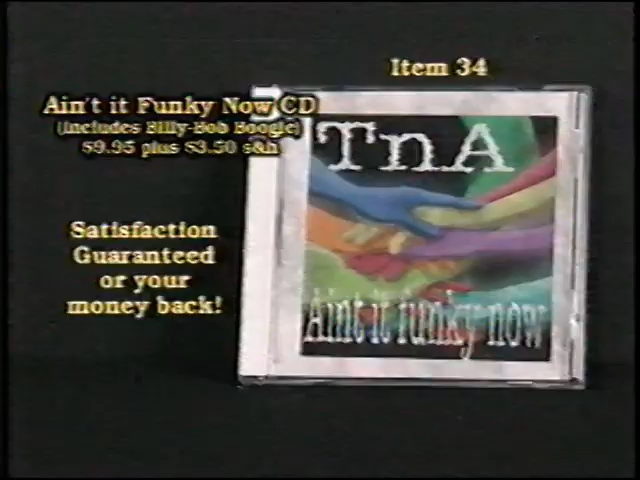 Item 34
Ain't it Funky Now CD
(includes Billy-Bob Boogie)
$9.95 plus $3.50 s&h
Satisfaction
Guaranteed
or your
money back!
TnA
Aint it funky now